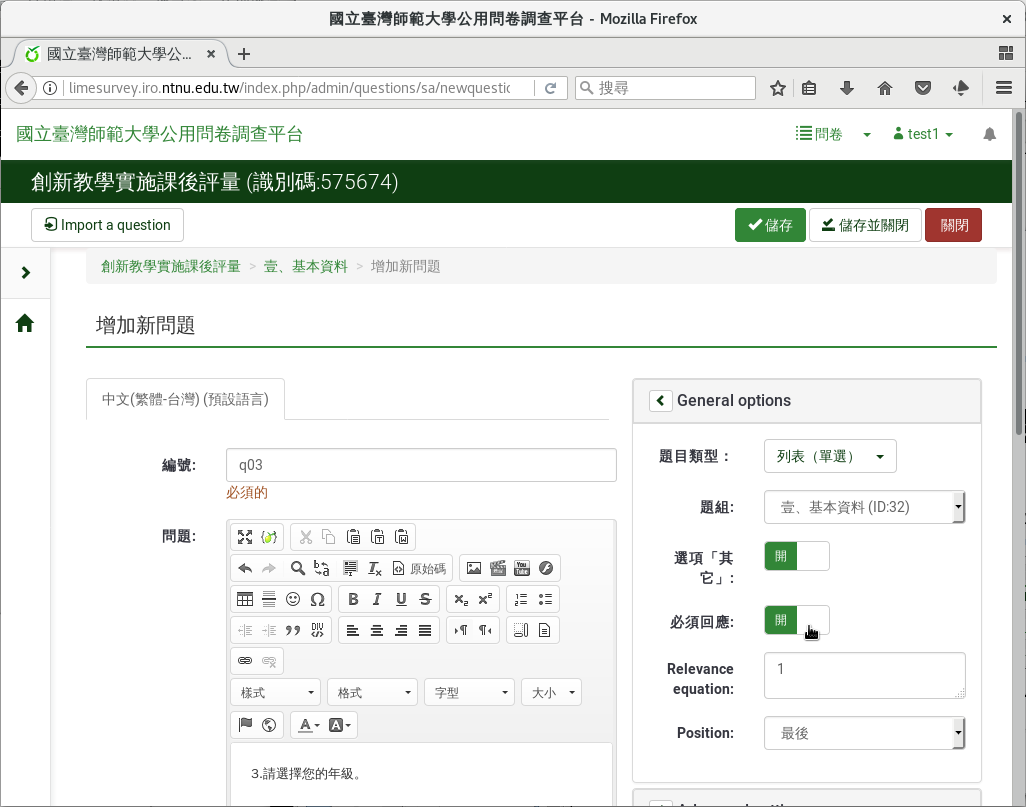 國立臺灣師範大學公用問卷調查平台 - Mozilla Firefox
國立臺灣師範大學公...
limesurvey.iro.ntnu.edu.tw/index.php/admin/questions/sa/newquestic
搜尋
國立臺灣師範大學公用問卷調查平台
問卷
test1
創新教學實施課後評量 (識別碼:575674)
Import a question
儲存
儲存並關閉
關閉
創新教學實施課後評量 > 壹、基本資料 > 增加新問題
增加新問題
中文(繁體-台灣) (預設語言)
編號:
q03
必須的
問題:
原始碼
樣式
格式
字型
大小
3.請選擇您的年級。
General options
題目類型：
列表（單選）
題組:
壹、基本資料 (ID:32)
選項「其
它」:
開
必須回應:
開
Relevance
equation:
1
Position:
最後